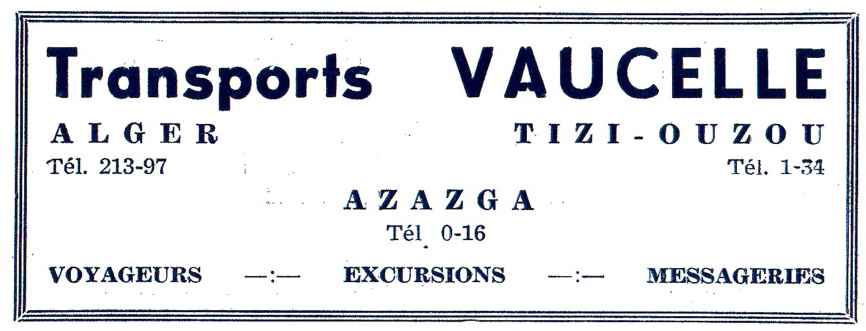 Transports VAUCELLE
ALGER TIZI-OUZOU
Tél. 213-97 Tél. 1-34
AZAZGA
Tél. 0-16
VOYAGEURS —:— EXCURSIONS —:— MESSAGERIES